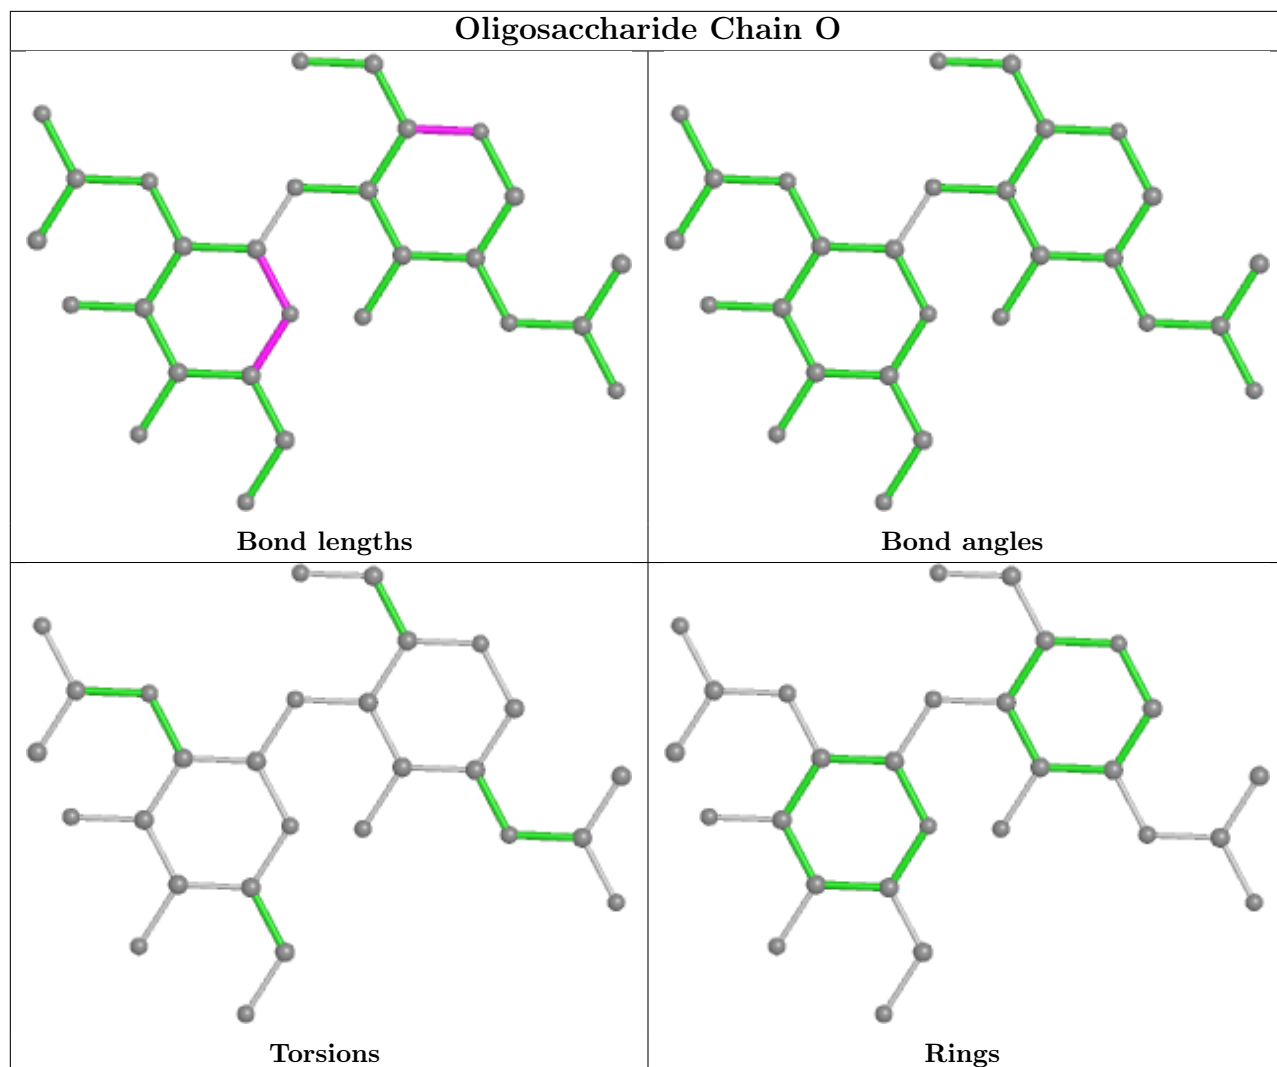 Oligosaccharide Chain O
Bond lengths
Bond angles
Torsions
Rings